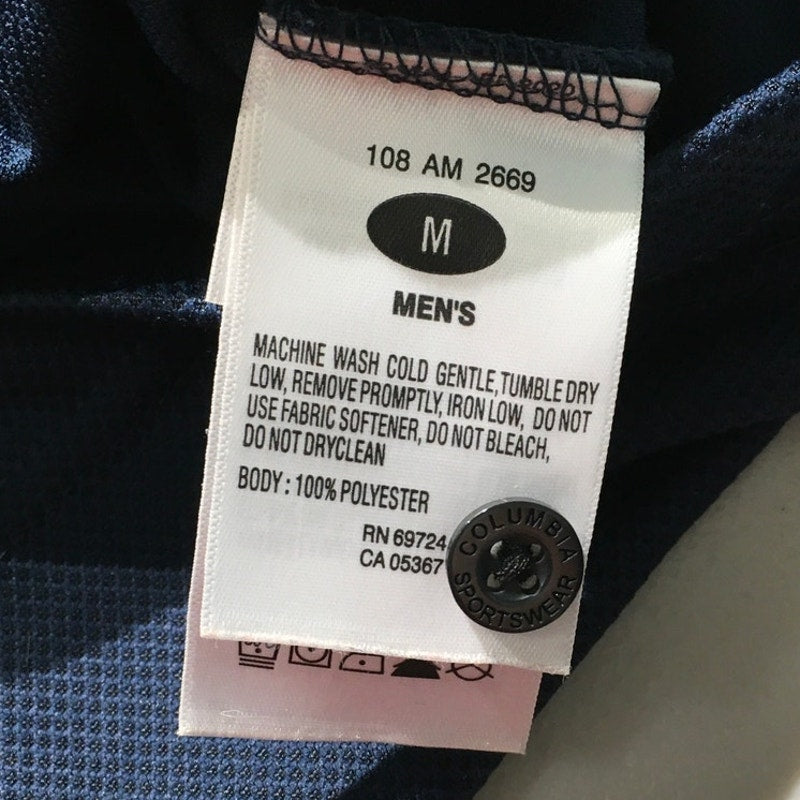 108 AM 2669
M
MEN'S
MACHINE WASH COLD GENTLE, TUMBLE DRY
LOW, REMOVE PROMPTLY, IRON LOW, DO NOT
USE FABRIC SOFTENER, DO NOT BLEACH,
DO NOT DRYCLEAN
BODY : 100% POLYESTER
RN 69724
CA 05367
COLUMBIA
SPORTSWEAR